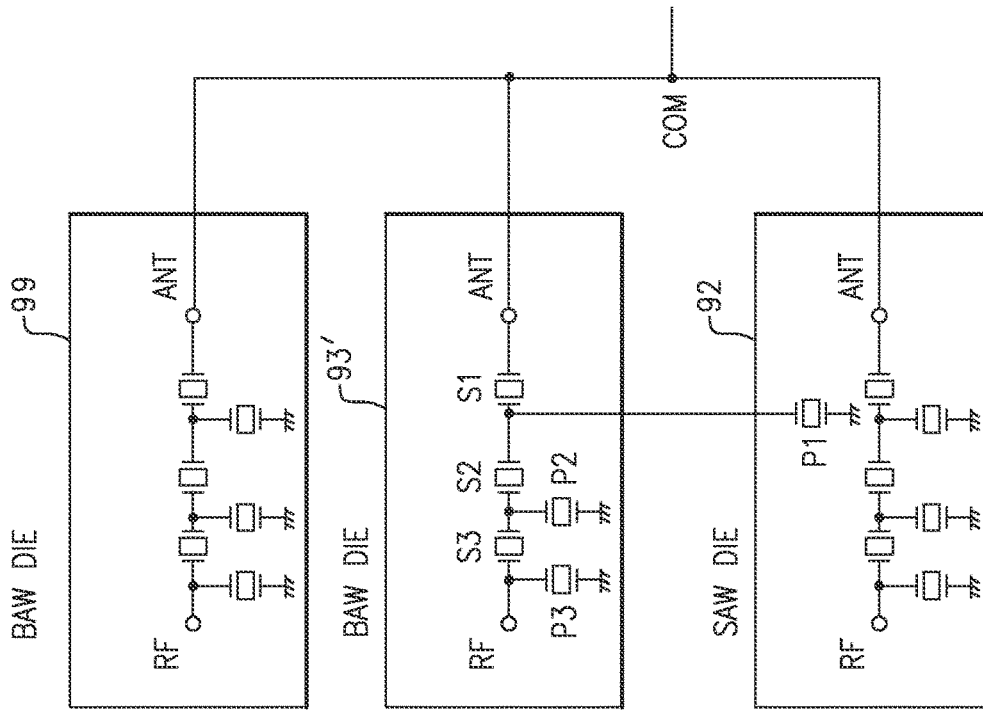 BAW DIE
99
RF
ANT
BAW DIE
93′
RF
S3
S2
S1
ANT
P3
P2
COM
SAW DIE
92
P1
RF
ANT